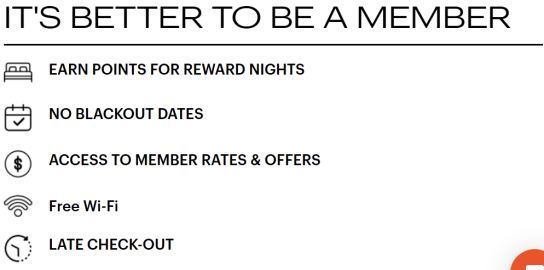 IT'S BETTER TO BE A MEMBER
EARN POINTS FOR REWARD NIGHTS
NO BLACKOUT DATES
$ ACCESS TO MEMBER RATES & OFFERS
Free Wi-Fi
LATE CHECK-OUT